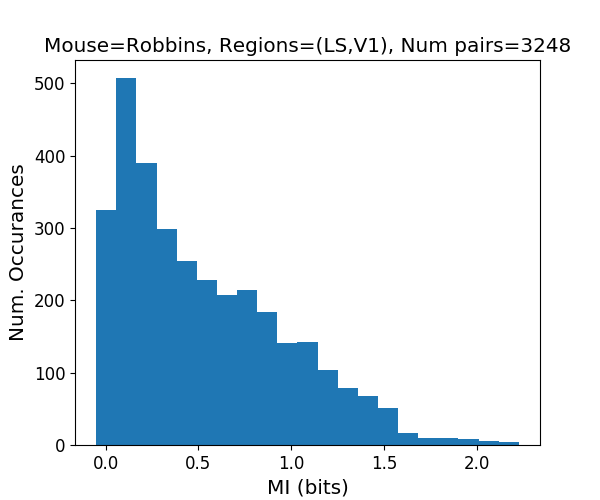 Mouse=Robbins, Regions=(LS,V1), Num pairs=3248
Num. Occurances
500
400
300
200
100
0
0.0 0.5 1.0 1.5 2.0
MI (bits)